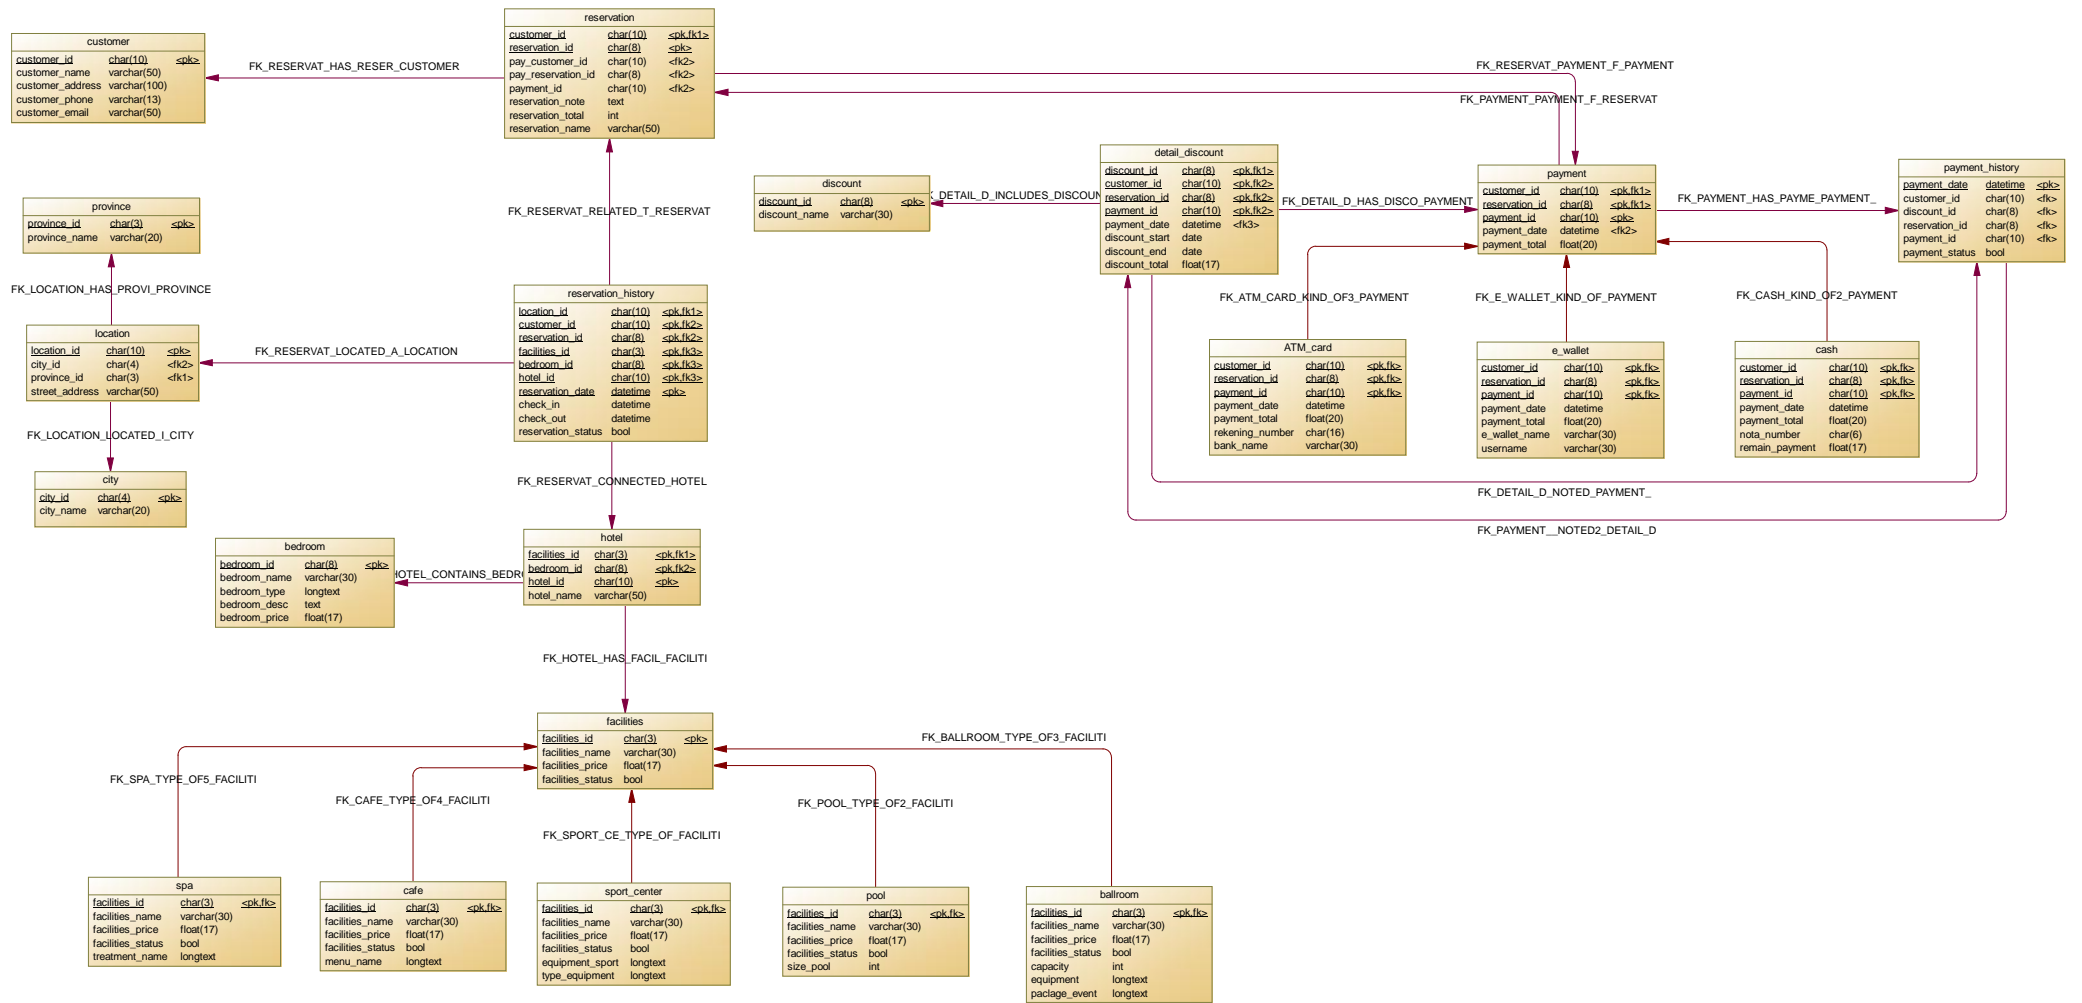 customer
customer_id char(10) <pk>
customer_name varchar(50)
customer_address varchar(100)
customer_phone varchar(13)
customer_email varchar(50)
FK_RESERVAT_HAS_RESER_CUSTOMER
reservation
customer_id char(10) <pk,fk1>
reservation_id char(8) <pk>
pay_customer_id char(10) <fk2>
pay_reservation_id char(8) <fk2>
payment_id char(10) <fk2>
reservation_note text
reservation_total int
reservation_name varchar(50)
FK_RESERVAT_PAYMENT_F_PAYMENT
FK_PAYMENT_PAYMENT_F_RESERVAT
discount
discount_id char(8) <pk>
discount_name varchar(30)
K_DETAIL_D_INCLUDES_DISCOUN
detail_discount
discount_id char(8) <pk,fk1>
customer_id char(10) <pk,fk2>
reservation_id char(8) <pk,fk2>
payment_id char(10) <pk,fk2>
payment_date datetime <fk3>
discount_start date
discount_end date
discount_total float(17)
FK_DETAIL_D_HAS_DISCO_PAYMENT
payment
customer_id char(10) <pk,fk1>
reservation_id char(8) <pk,fk1>
payment_id char(10) <pk>
payment_date datetime <fk2>
payment_total float(20)
FK_PAYMENT_HAS_PAYME_PAYMENT_
payment_history
payment_date datetime <pk>
customer_id char(10) <fk>
discount_id char(8) <fk>
reservation_id char(8) <fk>
payment_id char(10) <fk>
payment_status bool
province
province_id char(3) <pk>
province_name varchar(20)
FK_LOCATION_HAS_PROVI_PROVINCE
FK_RESERVAT_RELATED_T_RESERVAT
location
location_id char(10) <pk>
city_id char(4) <fk2>
province_id char(3) <fk1>
street_address varchar(50)
FK_RESERVAT_LOCATED_A_LOCATION
reservation_history
location_id char(10) <pk,fk1>
customer_id char(10) <pk,fk2>
reservation_id char(8) <pk,fk2>
facilities_id char(3) <pk,fk3>
bedroom_id char(8) <pk,fk3>
hotel_id char(10) <pk,fk3>
reservation_date datetime <pk>
check_in datetime
check_out datetime
reservation_status bool
FK_ATM_CARD_KIND_OF3_PAYMENT
FK_E_WALLET_KIND_OF_PAYMENT
FK_CASH_KIND_OF2_PAYMENT
ATM_card
customer_id char(10) <pk,fk>
reservation_id char(8) <pk,fk>
payment_id char(10) <pk,fk>
payment_date datetime
payment_total float(20)
rekening_number char(16)
bank_name varchar(30)
e_wallet
customer_id char(10) <pk,fk>
reservation_id char(8) <pk,fk>
payment_id char(10) <pk,fk>
payment_date datetime
payment_total float(20)
e_wallet_name varchar(30)
username varchar(30)
cash
customer_id char(10) <pk,fk>
reservation_id char(8) <pk,fk>
payment_id char(10) <pk,fk>
payment_date datetime
payment_total float(20)
nota_number char(6)
remain_payment float(17)
FK_DETAIL_D_NOTED_PAYMENT_
FK_PAYMENT__NOTED2_DETAIL_D
FK_LOCATION_LOCATED_I_CITY
city
city_id char(4) <pk>
city_name varchar(20)
FK_RESERVAT_CONNECTED_HOTEL
bedroom
bedroom_id char(8) <pk>
bedroom_name varchar(30)
bedroom_type longtext
bedroom_desc text
bedroom_price float(17)
HOTEL_CONTAINS_BEDR
hotel
facilities_id char(3) <pk,fk1>
bedroom_id char(8) <pk,fk2>
hotel_id char(10) <pk>
hotel_name varchar(50)
FK_HOTEL_HAS_FACIL_FACILITI
facilities
facilities_id char(3) <pk>
facilities_name varchar(30)
facilities_price float(17)
facilities_status bool
FK_SPA_TYPE_OF5_FACILITI
FK_CAFE_TYPE_OF4_FACILITI
FK_SPORT_CE_TYPE_OF_FACILITI
FK_POOL_TYPE_OF2_FACILITI
FK_BALLROOM_TYPE_OF3_FACILITI
spa
facilities_id char(3) <pk,fk>
facilities_name varchar(30)
facilities_price float(17)
facilities_status bool
treatment_name longtext
cafe
facilities_id char(3) <pk,fk>
facilities_name varchar(30)
facilities_price float(17)
facilities_status bool
menu_name longtext
sport_center
facilities_id char(3) <pk,fk>
facilities_name varchar(30)
facilities_price float(17)
facilities_status bool
equipment_sport longtext
type_equipment longtext
pool
facilities_id char(3) <pk,fk>
facilities_name varchar(30)
facilities_price float(17)
facilities_status bool
size_pool int
ballroom
facilities_id char(3) <pk,fk>
facilities_name varchar(30)
facilities_price float(17)
facilities_status bool
capacity int
equipment longtext
paclage_event longtext